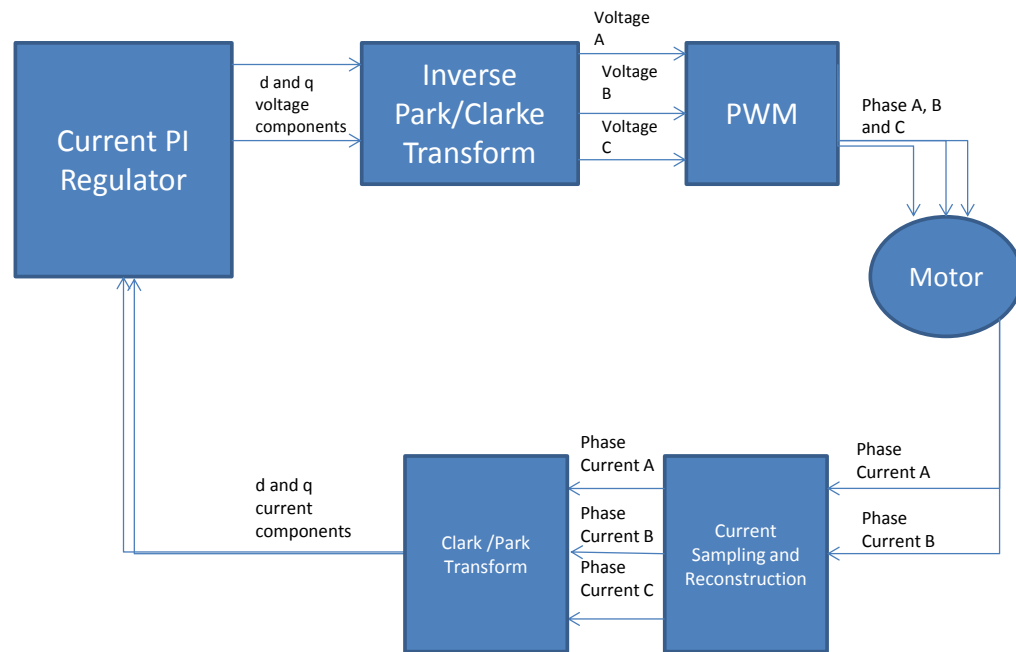 Current PI
Regulator
d and q
voltage
components
Inverse
Park/Clarke
Transform
Voltage
A
Voltage
B
Voltage
C
PWM
Phase A, B
and C
Motor
Phase
Current A
Phase
Current B
Current
Sampling and
Reconstruction
Phase
Current A
Phase
Current B
Phase
Current C
Clark /Park
Transform
d and q
current
components